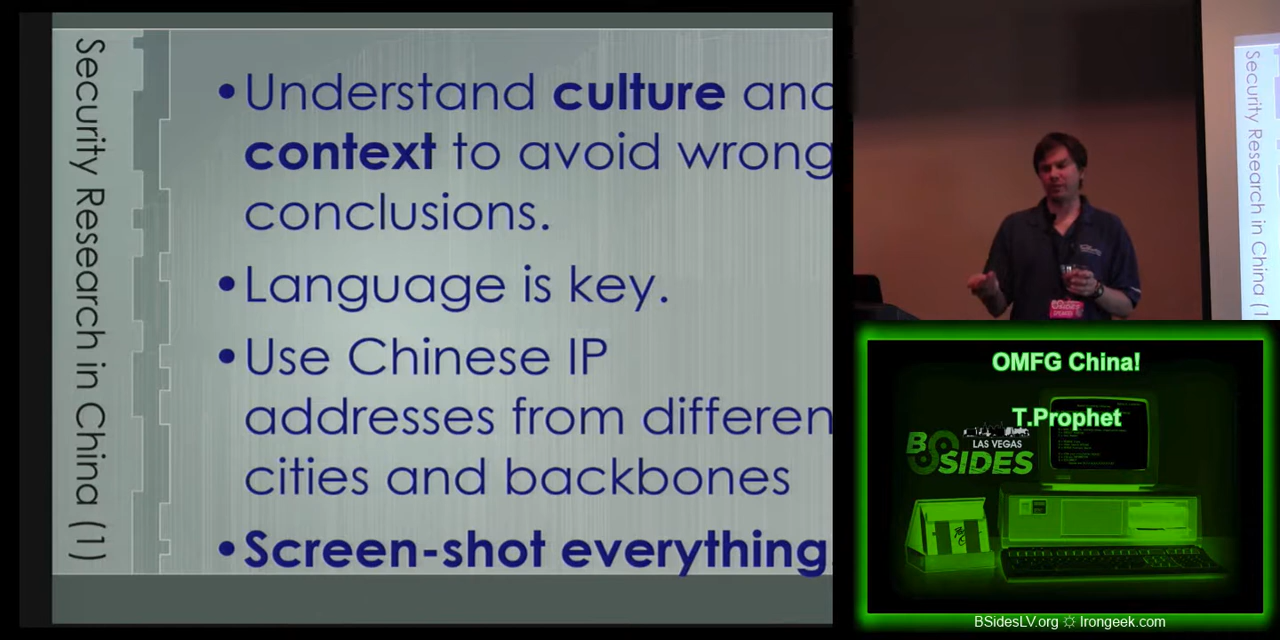 Security Research in China (1)
•Understand culture and
context to avoid wrong
conclusions.
•Language is key.
•Use Chinese IP
addresses from differen
cities and backbones
•Screen-shot everything
Security Research in China (1
OMFG China!
T.Prophet
BSIDES
LAS VEGAS
BSidesLV.org ☼ Irongeek.com